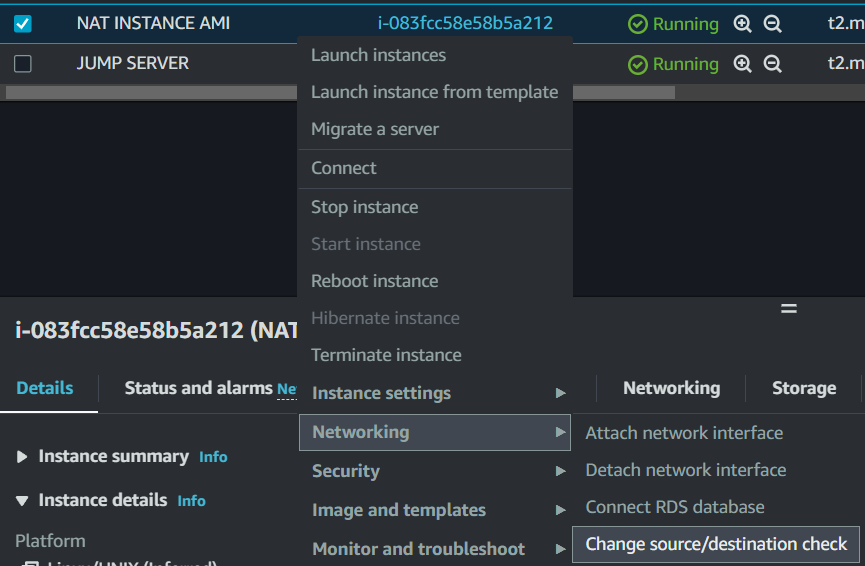 NAT INSTANCE AMI i-083fcc58e58b5a212 Running t2.m
JUMP SERVER Running t2.m
Launch instances
Launch instance from template
Migrate a server
Connect
Stop instance
Start instance
Reboot instance
Hibernate instance
Terminate instance
Instance settings
Networking
Security
Image and templates
Monitor and troubleshoot
Attach network interface
Detach network interface
Connect RDS database
Change source/destination check
i-083fcc58e58b5a212 (NAT
Details Status and alarms Ne Networking Storage
Instance summary Info
Instance details Info
Platform
Linux/UNIX (Inferred)